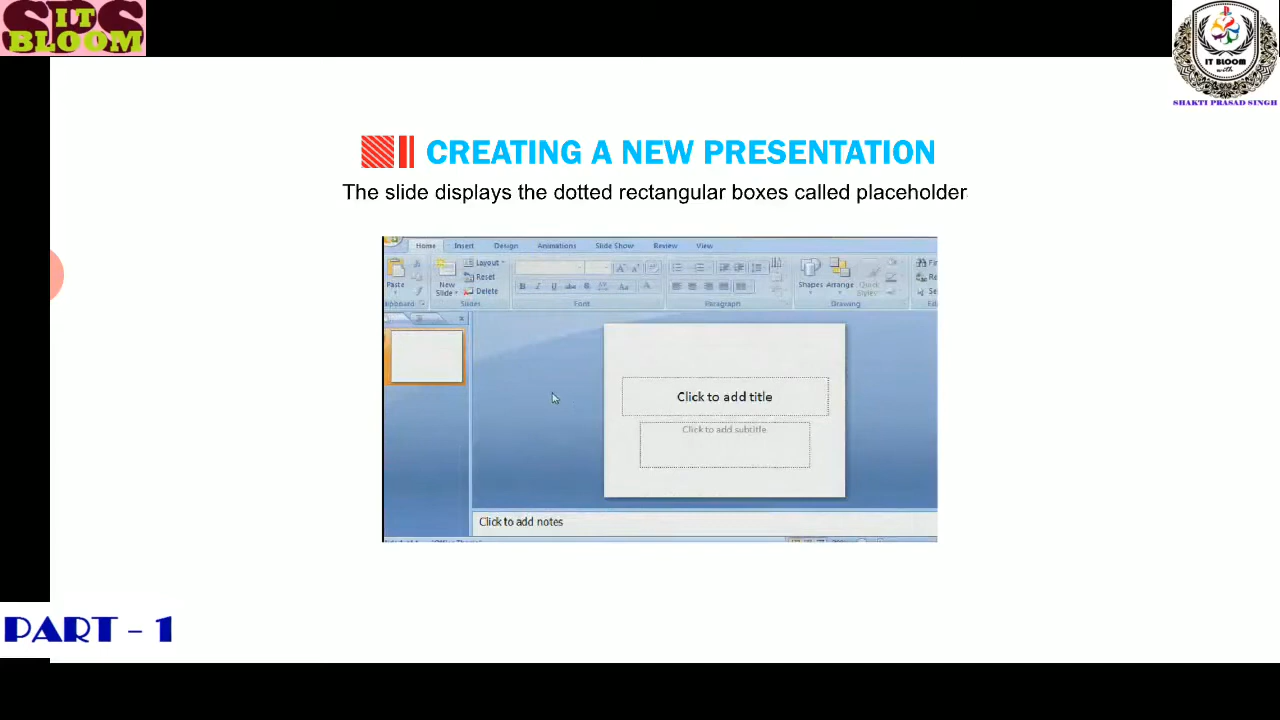 SPS
IT
BLOOM
IT BLOOM
with
SHAKTI PRASAD SINGH
CREATING A NEW PRESENTATION
The slide displays the dotted rectangular boxes called placeholder
Home Insert Design Animations Slide Show Review View
Layout
Reset
Delete
Paste
New
Slide
Shapes Arrange Quick
Styles
Slides Font Paragraph Drawing
Click to add title
Click to add subtitle
Click to add notes
PART - 1